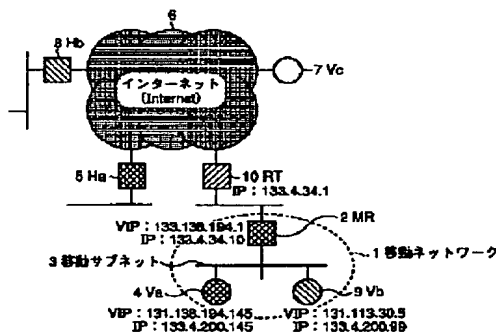 6
8 Hb
インターネット
(Internet)
7 Vc
5 Ha
10 RT
IP:133.4.34.1
VIP:133.138.194.1
IP:133.4.34.10
2 MR
3 移動サブネット
1 移動ネットワーク
4 Va
9 Vb
VIP:131.138.194.145
IP:133.4.200.145
VIP:131.113.30.5
IP:133.4.200.99